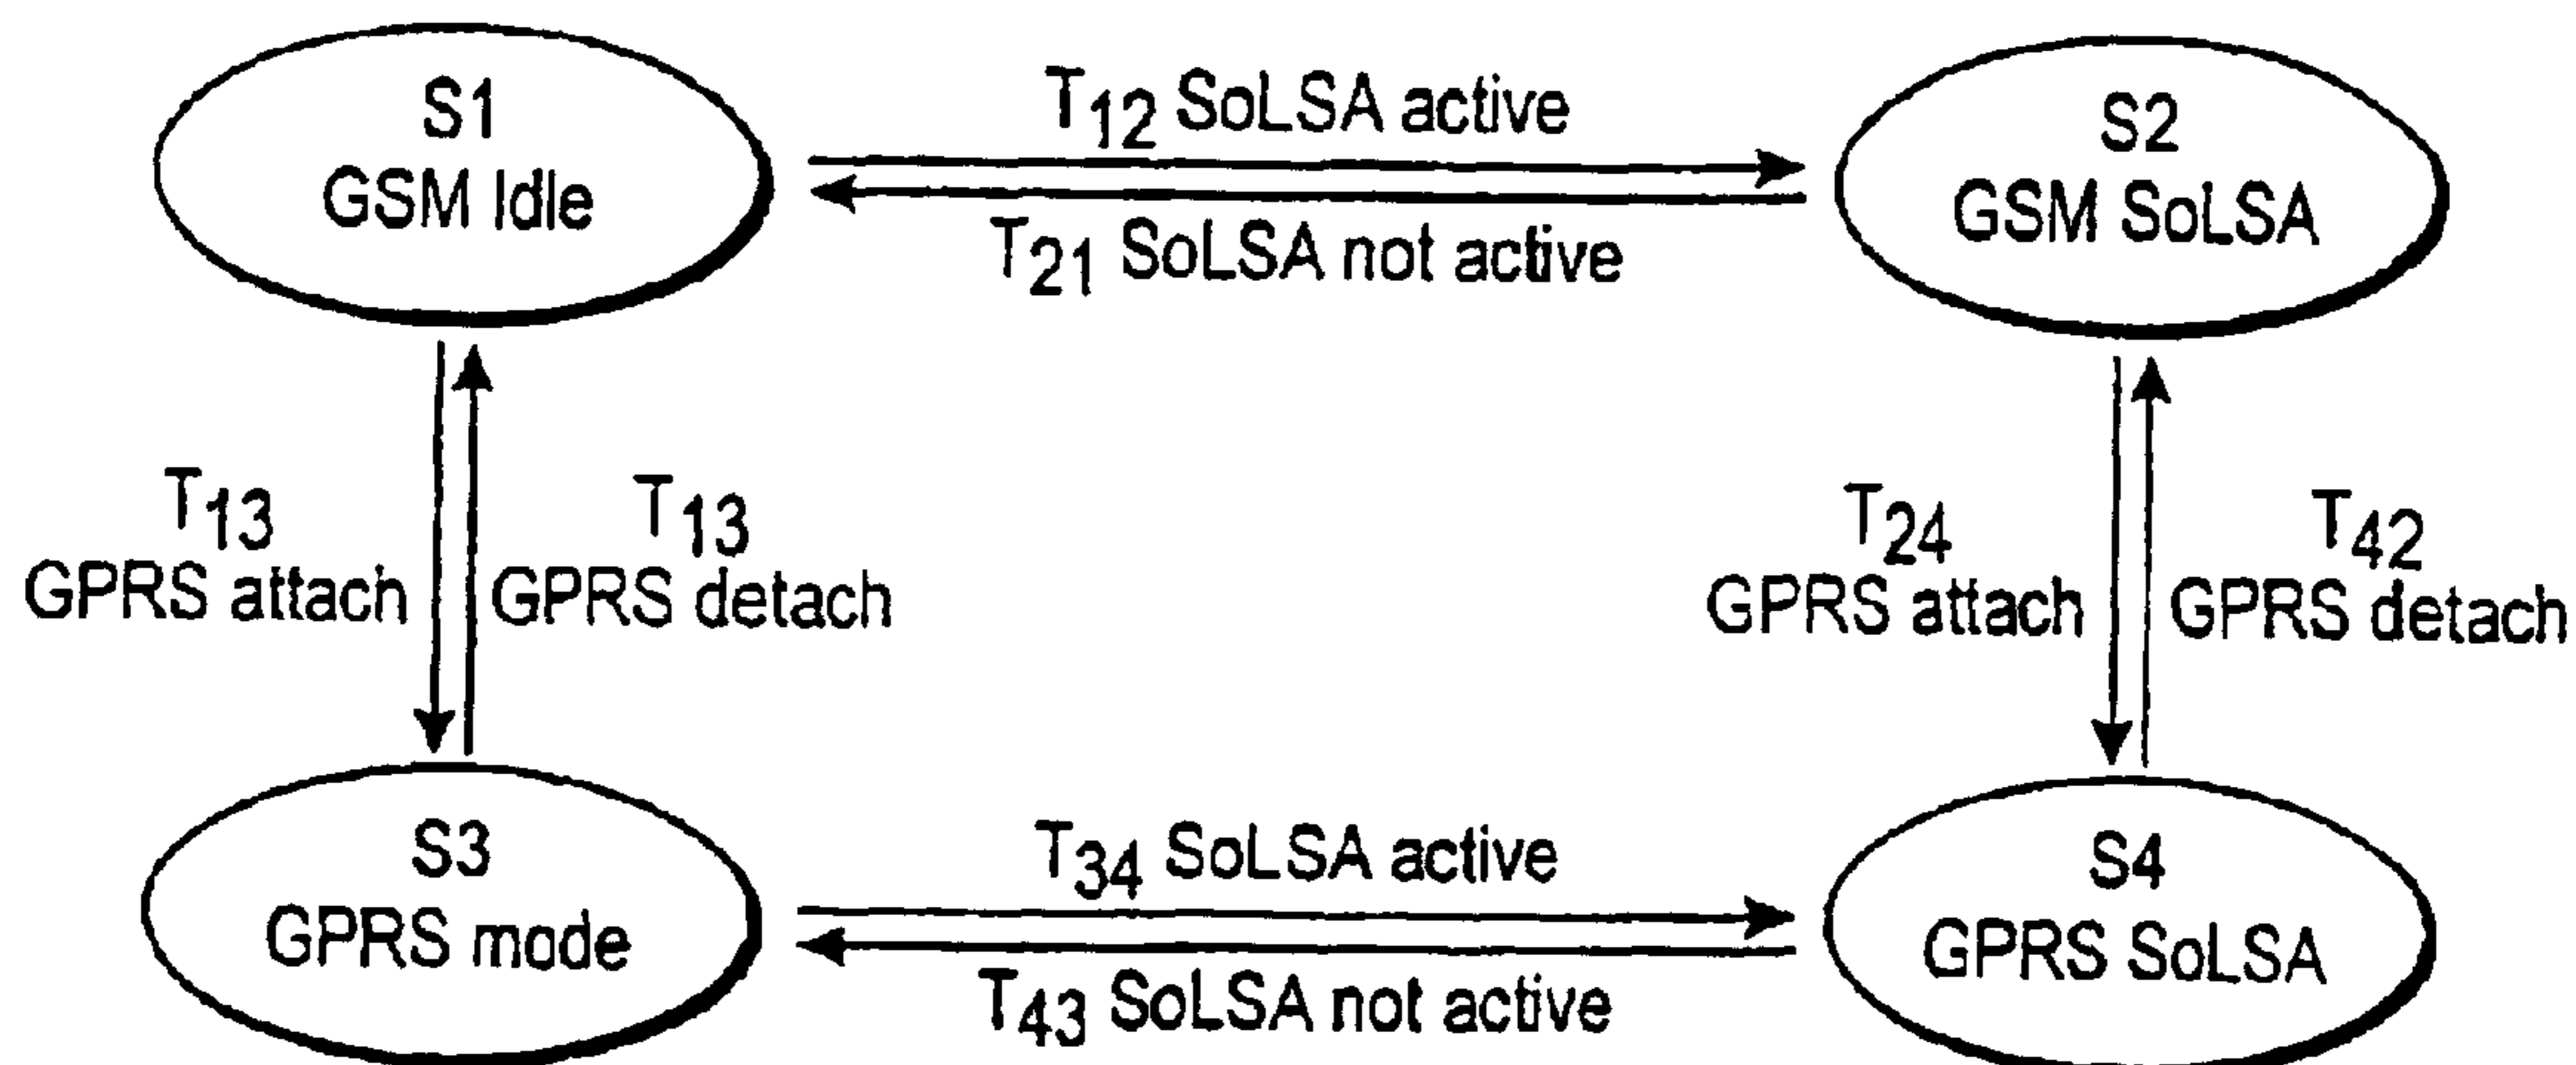 S1
GSM Idle
T12 SoLSA active
T21 SoLSA not active
S2
GSM SoLSA
T13
GPRS attach
T13
GPRS detach
T24
GPRS attach
T42
GPRS detach
S3
GPRS mode
T34 SoLSA active
T43 SoLSA not active
S4
GPRS SoLSA